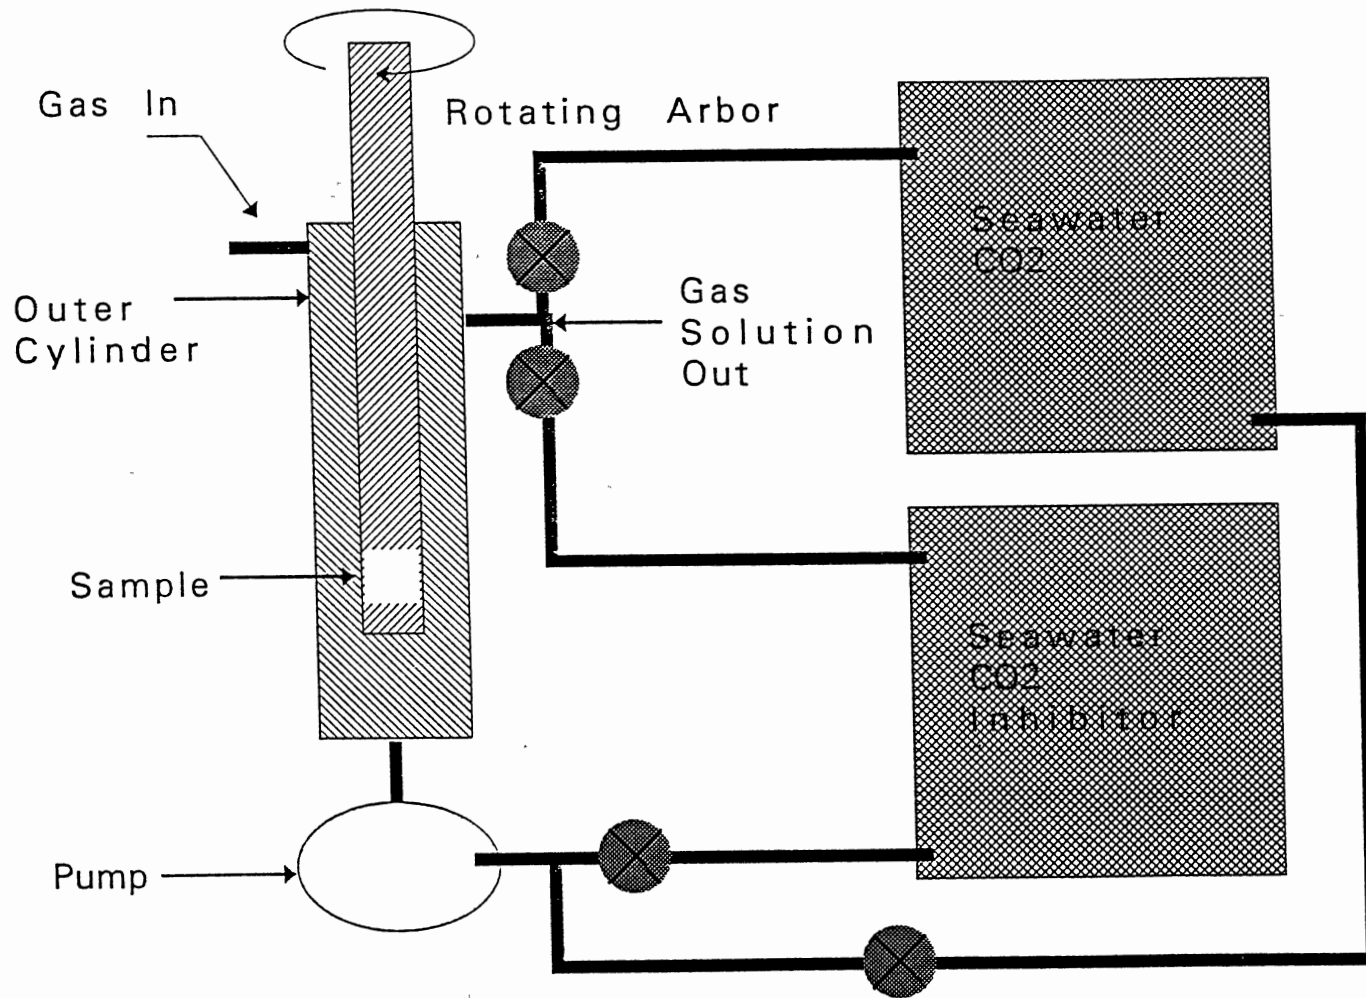 Gas In
Rotating Arbor
Outer
Cylinder
Gas
Solution
Out
Seawater
CO2
Sample
Seawater
CO2
Inhibitor
Pump